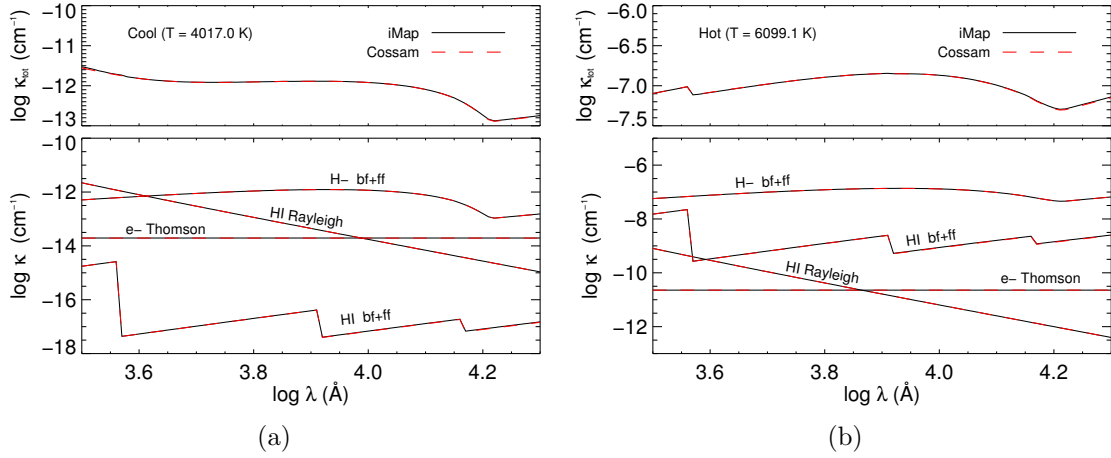 Cool (T = 4017.0 K)
iMap
Cossam
log κtot (cm⁻¹)
−10
−11
−12
−13
H− bf+ff
HI Rayleigh
e− Thomson
HI bf+ff
log κ (cm⁻¹)
−10
−12
−14
−16
−18
3.6 3.8 4.0 4.2
log λ (Å)
(a)
Hot (T = 6099.1 K)
iMap
Cossam
log κtot (cm⁻¹)
−6.0
−6.5
−7.0
−7.5
H− bf+ff
HI bf+ff
HI Rayleigh
e− Thomson
log κ (cm⁻¹)
−6
−8
−10
−12
3.6 3.8 4.0 4.2
log λ (Å)
(b)